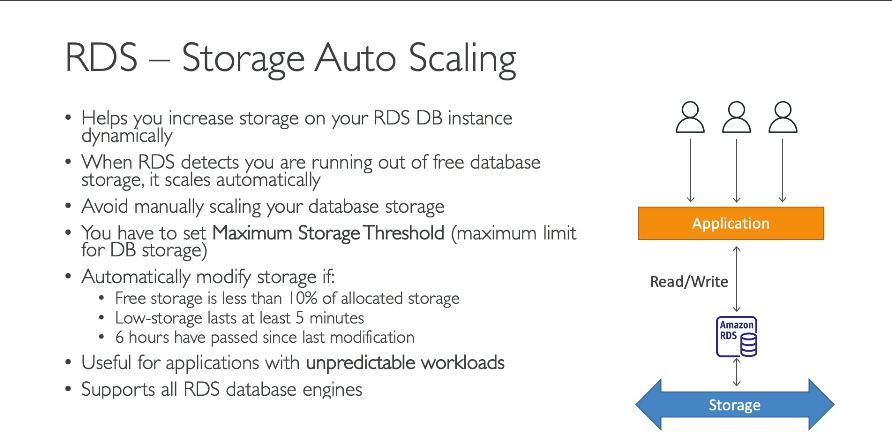 RDS – Storage Auto Scaling
• Helps you increase storage on your RDS DB instance
dynamically
• When RDS detects you are running out of free database
storage, it scales automatically
• Avoid manually scaling your database storage
• You have to set Maximum Storage Threshold (maximum limit
for DB storage)
• Automatically modify storage if:
• Free storage is less than 10% of allocated storage
• Low-storage lasts at least 5 minutes
• 6 hours have passed since last modification
• Useful for applications with unpredictable workloads
• Supports all RDS database engines
Application
Read/Write
Amazon
RDS
Storage